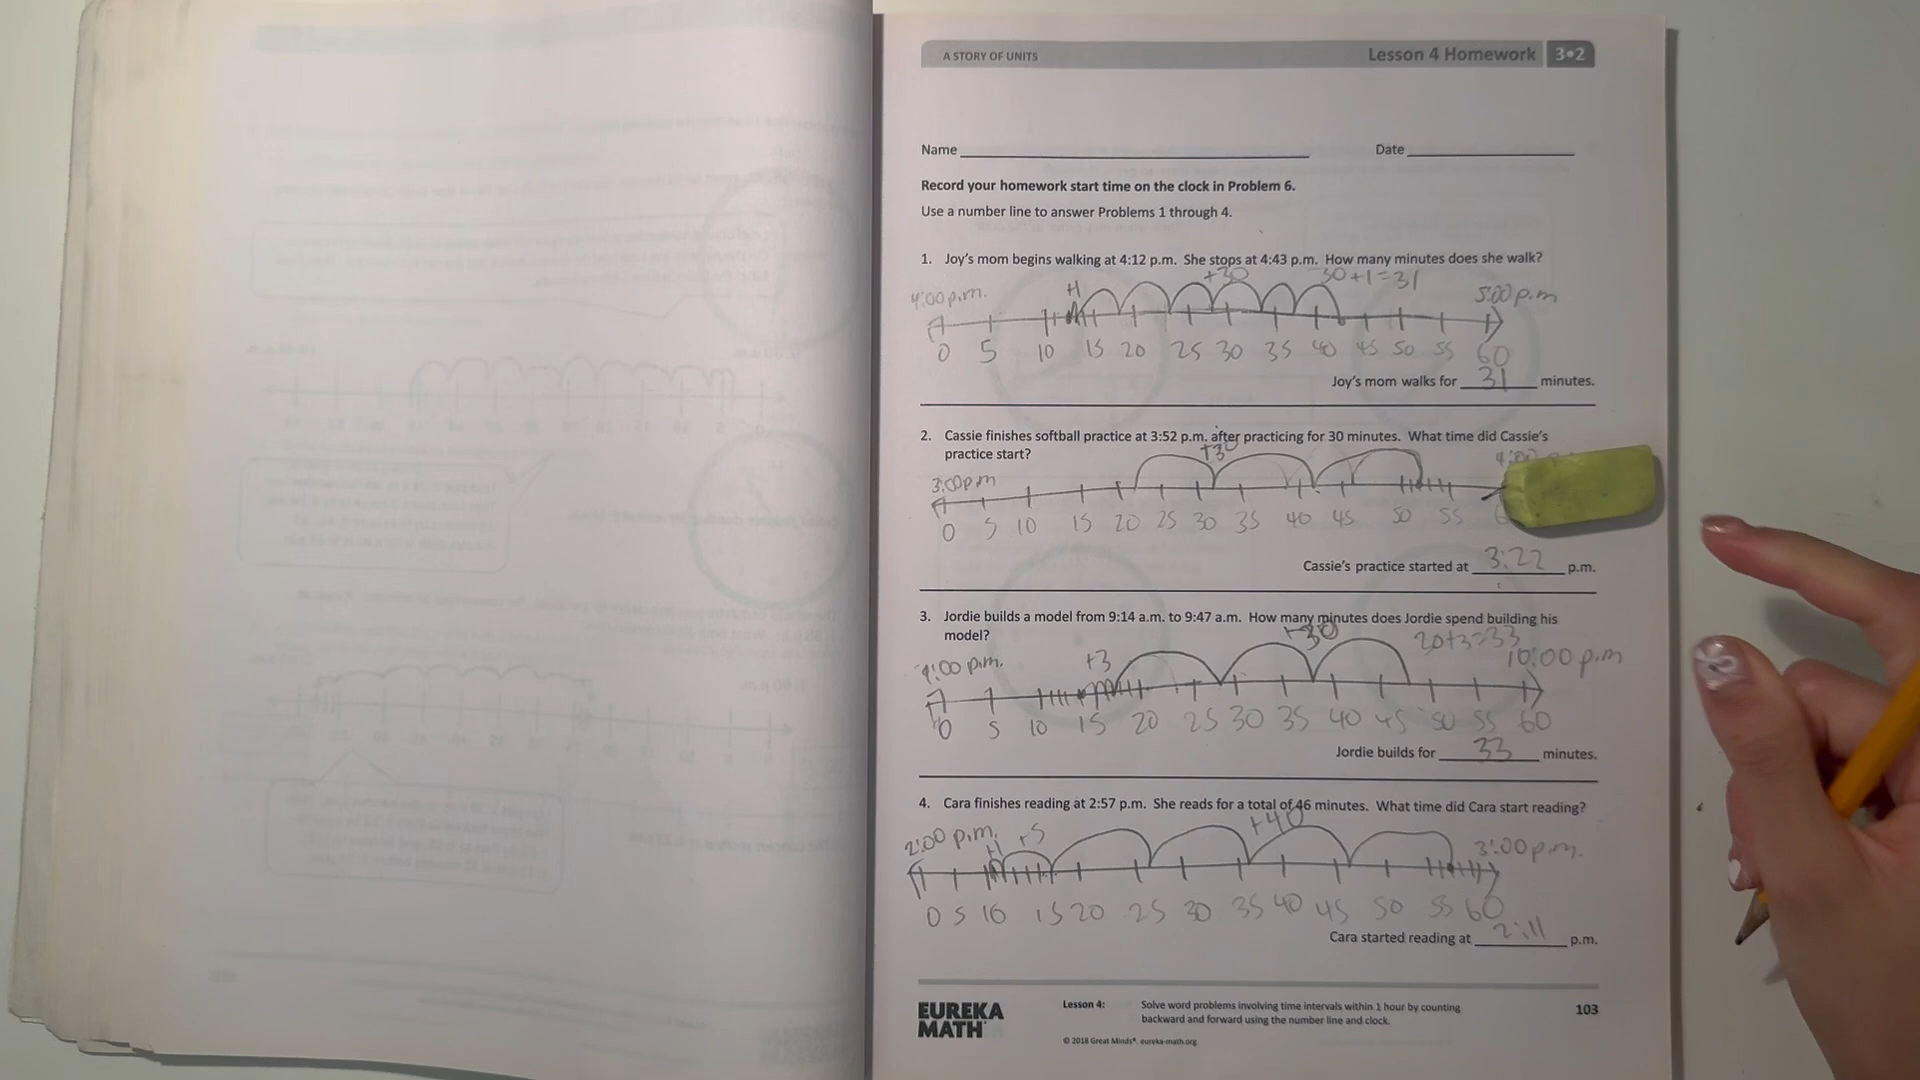 A STORY OF UNITS
Lesson 4 Homework 3•2
Name
Date
Record your homework start time on the clock in Problem 6.
Use a number line to answer Problems 1 through 4.
1. Joy's mom begins walking at 4:12 p.m. She stops at 4:43 p.m. How many minutes does she walk?
+1 +30 30+1=31
4:00 p.m. 5:00 p.m
0 5 10 15 20 25 30 35 40 45 50 55 60
Joy's mom walks for 31 minutes.
2. Cassie finishes softball practice at 3:52 p.m. after practicing for 30 minutes. What time did Cassie's
practice start?
+30
3:00pm
0 5 10 15 20 25 30 35 40 45 50 55
Cassie's practice started at 3:22 p.m.
3. Jordie builds a model from 9:14 a.m. to 9:47 a.m. How many minutes does Jordie spend building his
model?
+3 +30 20+3=33
9:00 p.m. 10:00 p.m
0 5 10 15 20 25 30 35 40 45 50 55 60
Jordie builds for 33 minutes.
4. Cara finishes reading at 2:57 p.m. She reads for a total of 46 minutes. What time did Cara start reading?
2:00 p.m. +1 +5 +40 3:00 p.m.
0 5 10 15 20 25 30 35 40 45 50 55 60
Cara started reading at 2:11 p.m.
EUREKA
MATH
Lesson 4: Solve word problems involving time intervals within 1 hour by counting
backward and forward using the number line and clock.
© 2018 Great Minds®. eureka-math.org
103